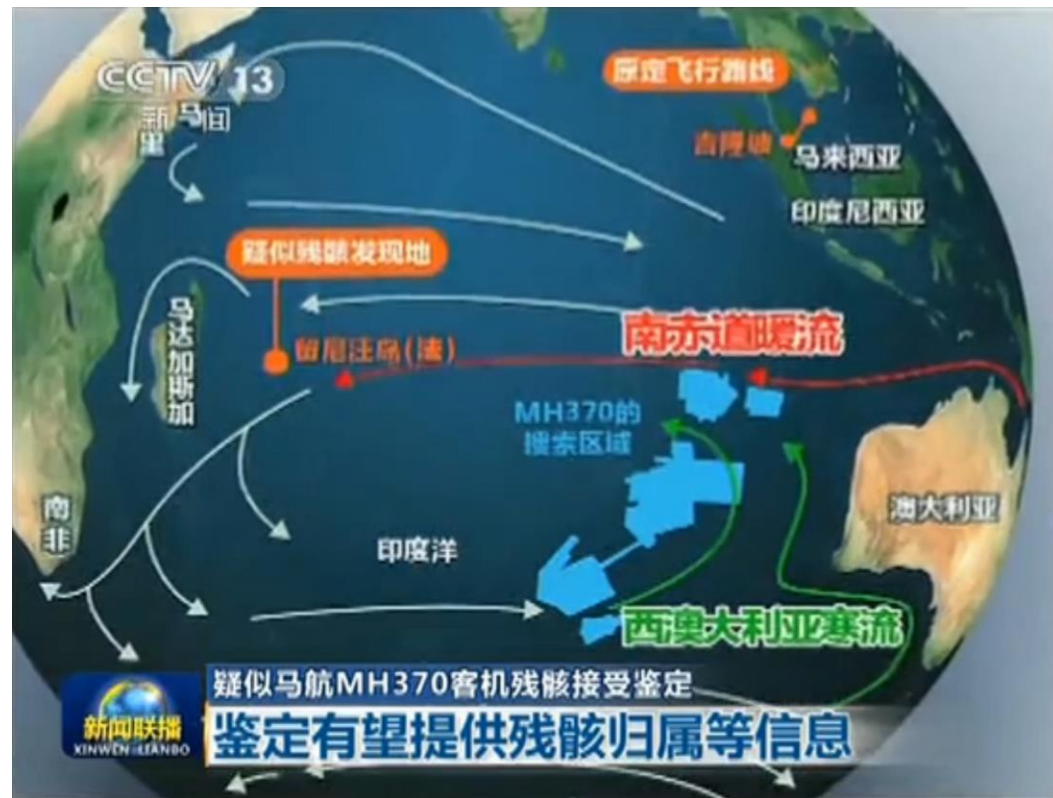 CCTV 13
新闻
原定飞行路线
吉隆坡
马来西亚
印度尼西亚
疑似残骸发现地
留尼汪岛(法)
南赤道暖流
马达加斯加
MH370的
搜索区域
南非
澳大利亚
印度洋
西澳大利亚寒流
疑似马航MH370客机残骸接受鉴定
新闻联播
XINWEN LIANBO
鉴定有望提供残骸归属等信息